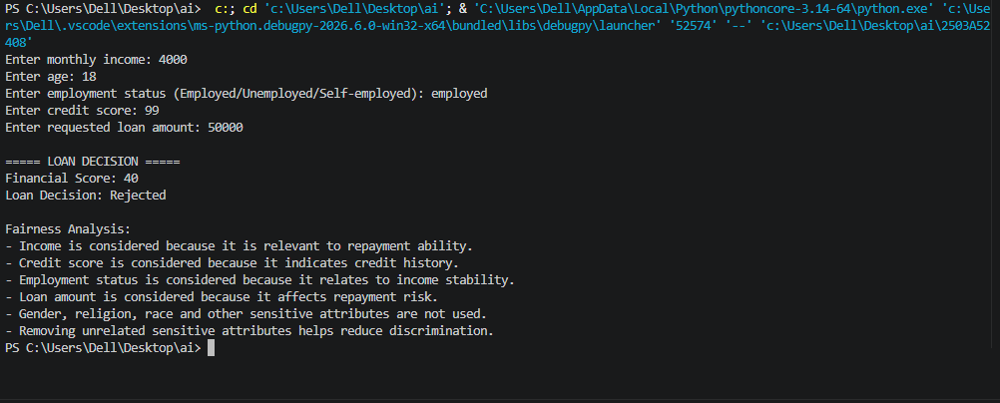 PS C:\Users\Dell\Desktop\ai>  c:; cd 'c:\Users\Dell\Desktop\ai'; & 'C:\Users\Dell\AppData\Local\Python\pythoncore-3.14-64\python.exe' 'c:\Use
rs\Dell\.vscode\extensions\ms-python.debugpy-2026.6.0-win32-x64\bundled\libs\debugpy\launcher' '52574' '--' 'c:\Users\Dell\Desktop\ai\2503A52
408'
Enter monthly income: 4000
Enter age: 18
Enter employment status (Employed/Unemployed/Self-employed): employed
Enter credit score: 99
Enter requested loan amount: 50000
===== LOAN DECISION =====
Financial Score: 40
Loan Decision: Rejected
Fairness Analysis:
- Income is considered because it is relevant to repayment ability.
- Credit score is considered because it indicates credit history.
- Employment status is considered because it relates to income stability.
- Loan amount is considered because it affects repayment risk.
- Gender, religion, race and other sensitive attributes are not used.
- Removing unrelated sensitive attributes helps reduce discrimination.
PS C:\Users\Dell\Desktop\ai>